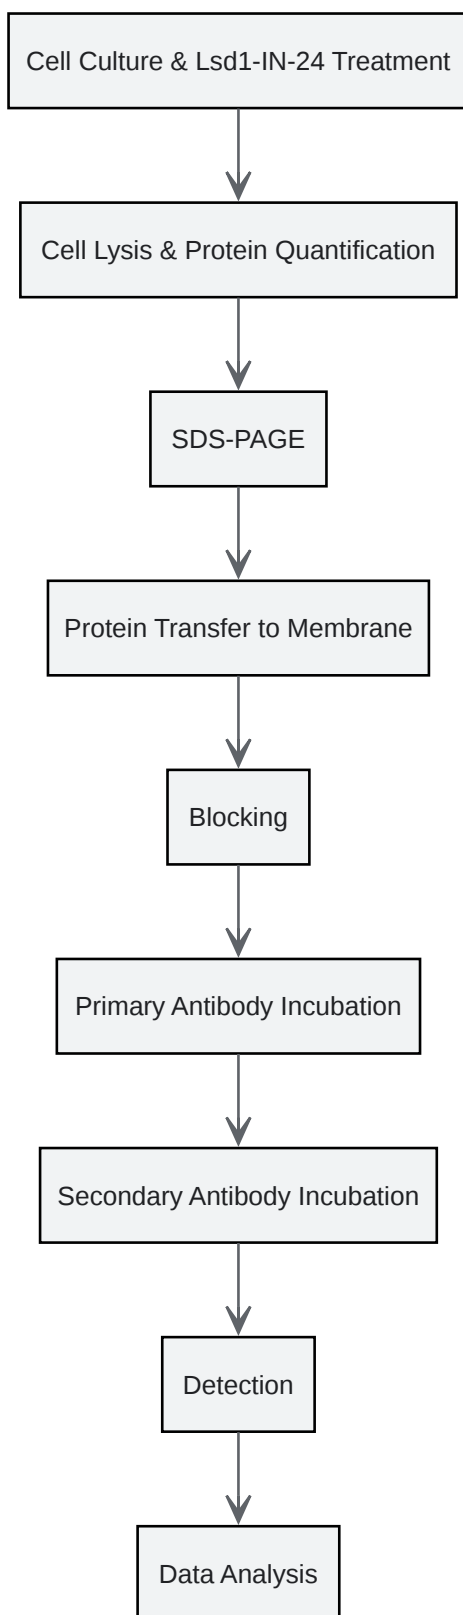 Cell Culture & Lsd1-IN-24 Treatment
Cell Lysis & Protein Quantification
SDS-PAGE
Protein Transfer to Membrane
Blocking
Primary Antibody Incubation
Secondary Antibody Incubation
Detection
Data Analysis